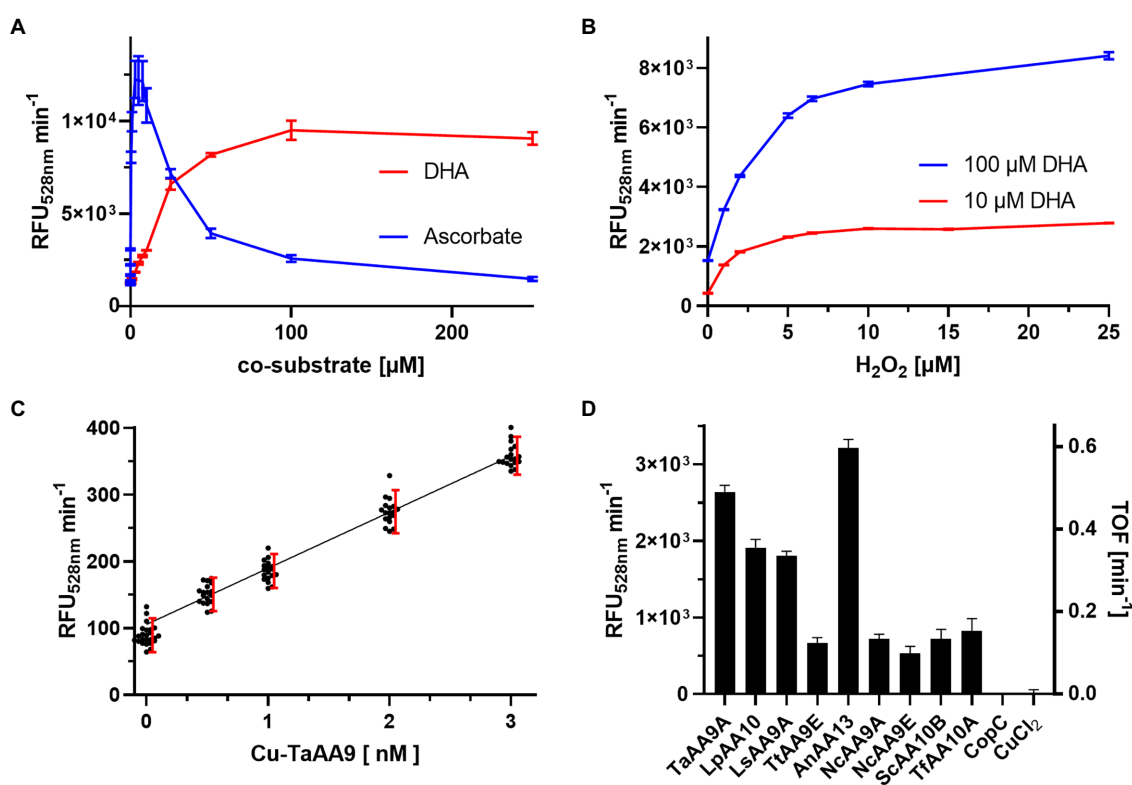 A
RFU528nm min-1
1×10⁴
5×10³
0
0 100 200
co-substrate [µM]
DHA
Ascorbate
B
RFU528nm min-1
8×10³
6×10³
4×10³
2×10³
0
0 5 10 15 20 25
H₂O₂ [µM]
100 µM DHA
10 µM DHA
C
RFU528nm min-1
400
300
200
100
0
0 1 2 3
Cu-TaAA9 [ nM ]
D
RFU528nm min-1
3×10³
2×10³
1×10³
0
0.6
0.4
0.2
0.0
TOF [min-1]
TaAA9A
LpAA10
LsAA9A
TtAA9E
AnAA13
NcAA9A
NcAA9E
ScAA10B
TfAA10A
CopC
CuCl₂